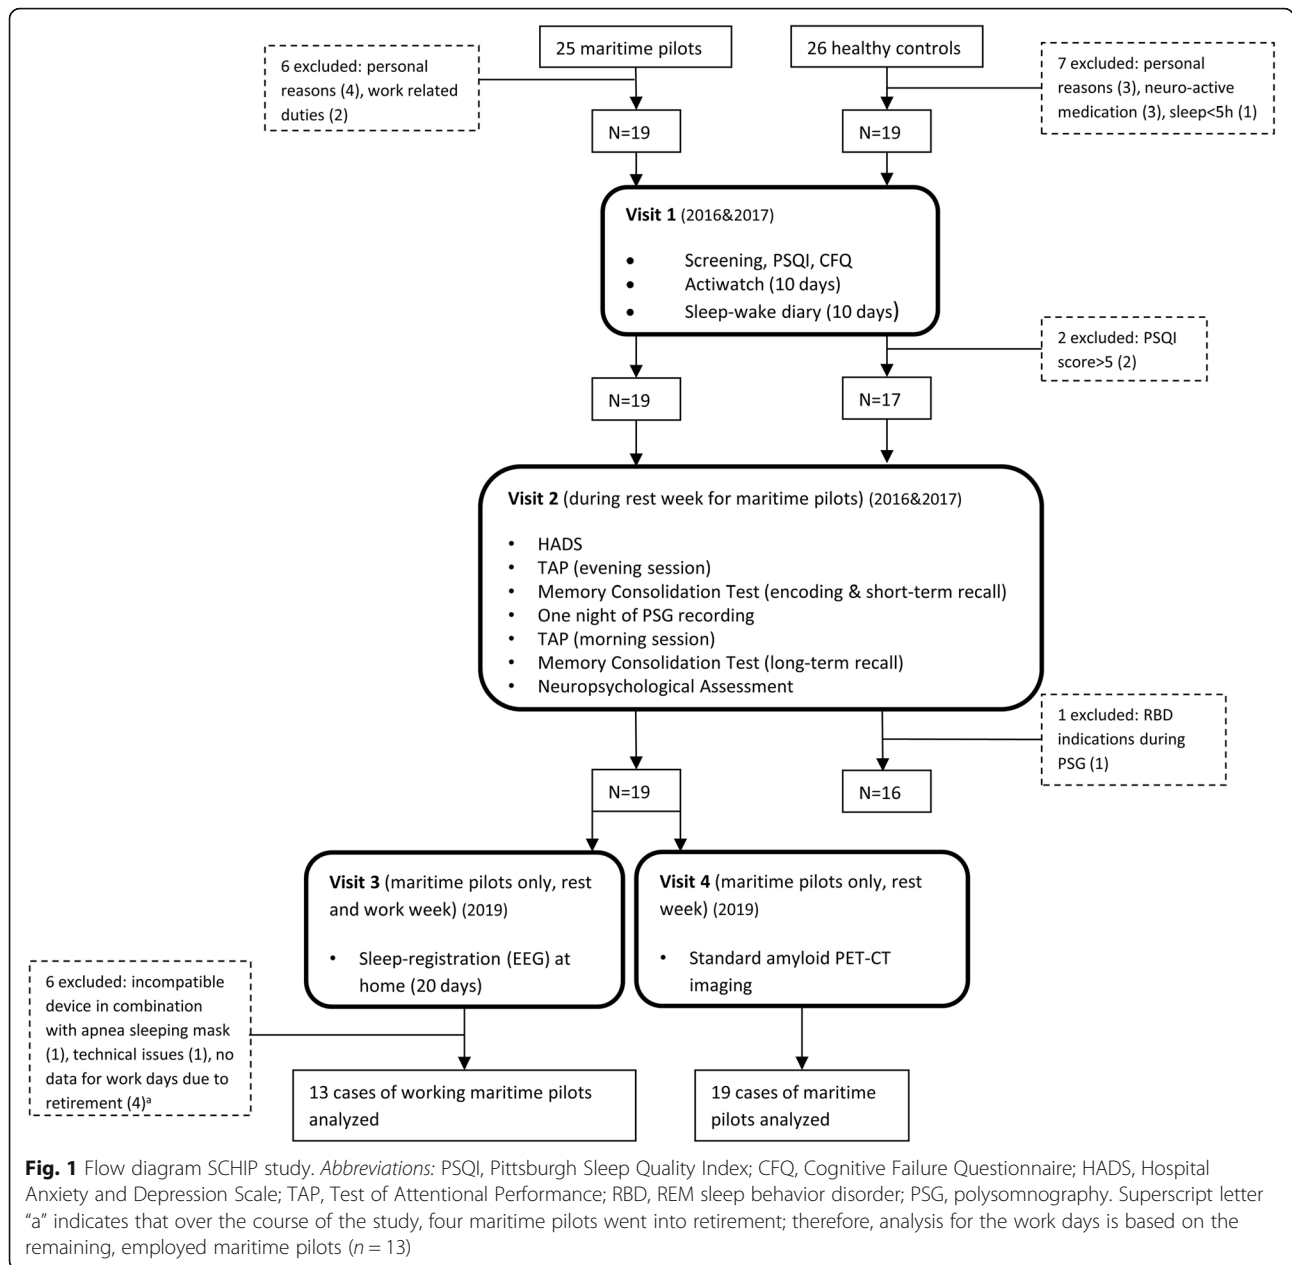 25 maritime pilots
26 healthy controls
6 excluded: personal
reasons (4), work related
duties (2)
7 excluded: personal
reasons (3), neuro-active
medication (3), sleep<5h (1)
N=19
N=19
Visit 1 (2016&2017)
• Screening, PSQI, CFQ
• Actiwatch (10 days)
• Sleep-wake diary (10 days)
2 excluded: PSQI
score>5 (2)
N=19
N=17
Visit 2 (during rest week for maritime pilots) (2016&2017)
• HADS
• TAP (evening session)
• Memory Consolidation Test (encoding & short-term recall)
• One night of PSG recording
• TAP (morning session)
• Memory Consolidation Test (long-term recall)
• Neuropsychological Assessment
1 excluded: RBD
indications during
PSG (1)
N=19
N=16
Visit 3 (maritime pilots only, rest
and work week) (2019)
• Sleep-registration (EEG) at
home (20 days)
Visit 4 (maritime pilots only, rest
week) (2019)
• Standard amyloid PET-CT
imaging
6 excluded: incompatible
device in combination
with apnea sleeping mask
(1), technical issues (1), no
data for work days due to
retirement (4)ᵃ
13 cases of working maritime pilots
analyzed
19 cases of maritime
pilots analyzed
Fig. 1 Flow diagram SCHIP study. Abbreviations: PSQI, Pittsburgh Sleep Quality Index; CFQ, Cognitive Failure Questionnaire; HADS, Hospital
Anxiety and Depression Scale; TAP, Test of Attentional Performance; RBD, REM sleep behavior disorder; PSG, polysomnography. Superscript letter
“a” indicates that over the course of the study, four maritime pilots went into retirement; therefore, analysis for the work days is based on the
remaining, employed maritime pilots (n = 13)